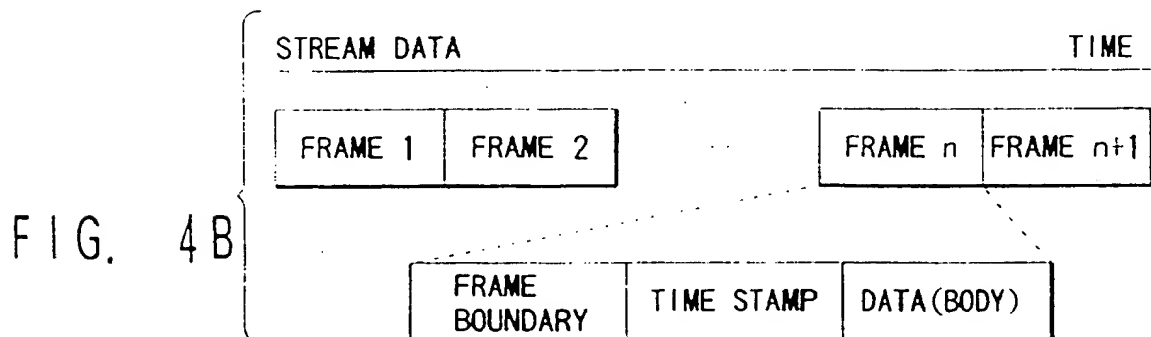 STREAM DATA TIME
FRAME 1 FRAME 2 FRAME n FRAME n+1
FIG. 4B
FRAME BOUNDARY TIME STAMP DATA(BODY)